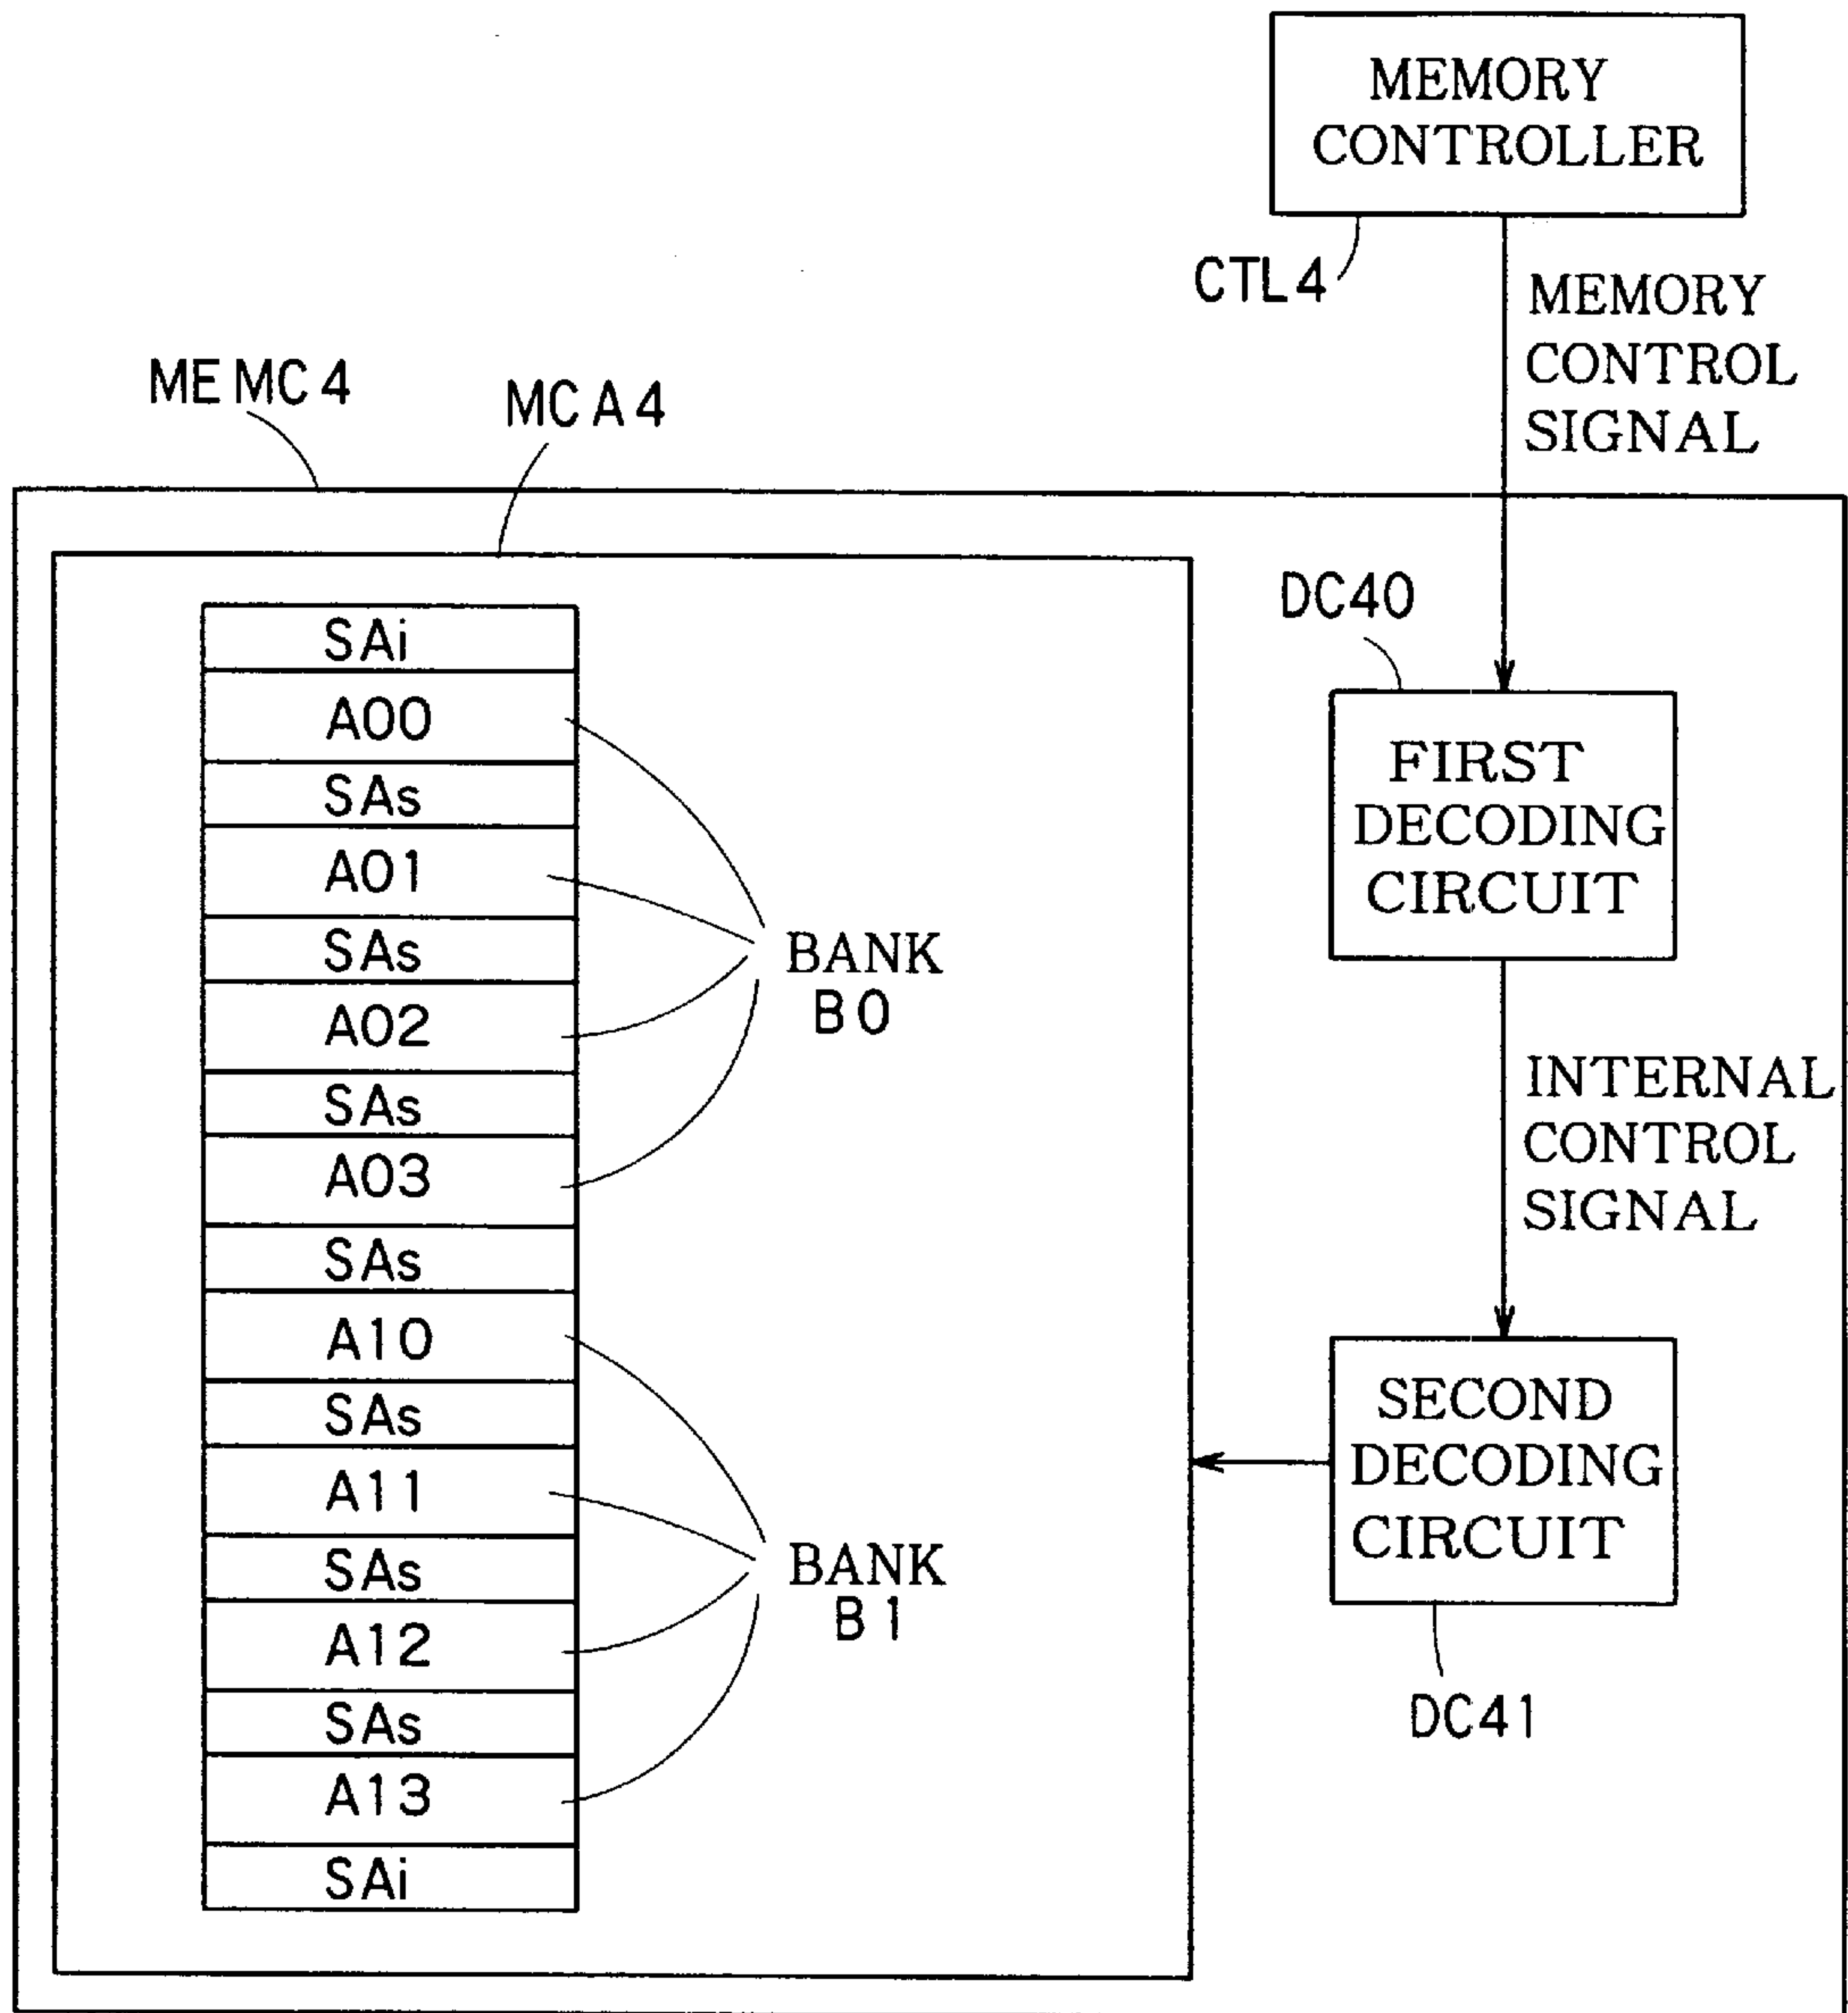 MEMORY
CONTROLLER
CTL4
MEMORY
CONTROL
SIGNAL
MEMC4
MCA4
DC40
SAi
A00
SAs
A01
SAs
A02
SAs
A03
SAs
A10
SAs
A11
SAs
A12
SAs
A13
SAi
BANK
B0
BANK
B1
FIRST
DECODING
CIRCUIT
INTERNAL
CONTROL
SIGNAL
SECOND
DECODING
CIRCUIT
DC41